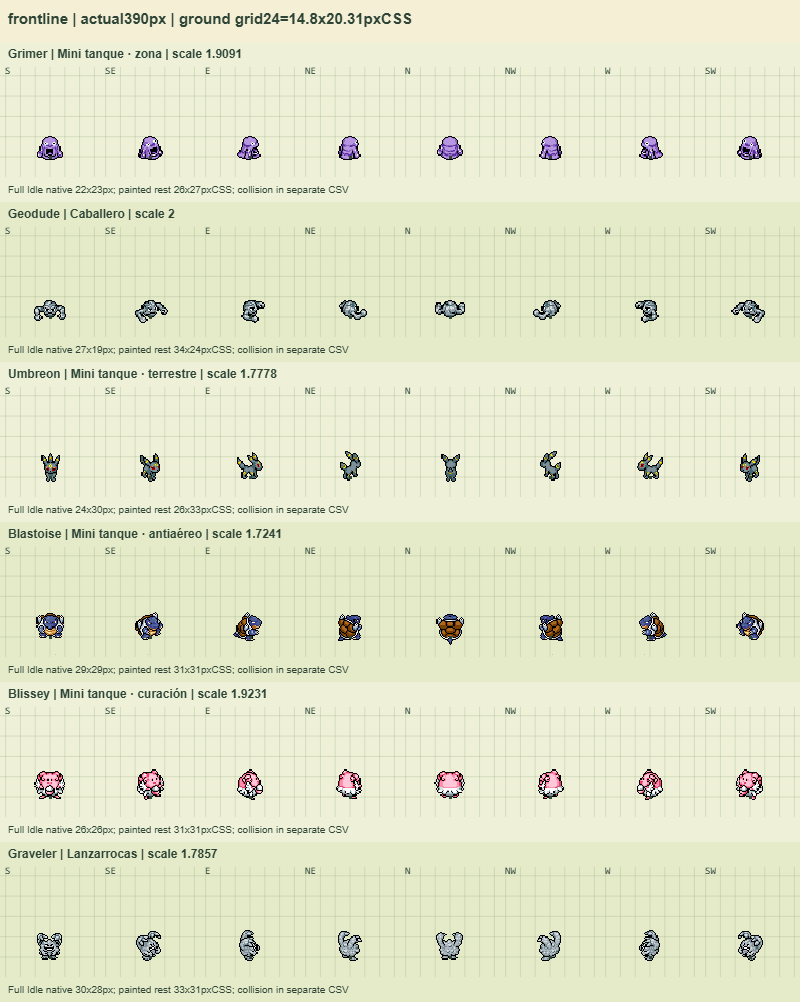 frontline | actual390px | ground grid24=14.8x20.31pxCSS
Grimer | Mini tanque · zona | scale 1.9091
S SE E NE N NW W SW
Full Idle native 22x23px; painted rest 26x27pxCSS; collision in separate CSV
Geodude | Caballero | scale 2
S SE E NE N NW W SW
Full Idle native 27x19px; painted rest 34x24pxCSS; collision in separate CSV
Umbreon | Mini tanque · terrestre | scale 1.7778
S SE E NE N NW W SW
Full Idle native 24x30px; painted rest 26x33pxCSS; collision in separate CSV
Blastoise | Mini tanque · antiaéreo | scale 1.7241
S SE E NE N NW W SW
Full Idle native 29x29px; painted rest 31x31pxCSS; collision in separate CSV
Blissey | Mini tanque · curación | scale 1.9231
S SE E NE N NW W SW
Full Idle native 26x26px; painted rest 31x31pxCSS; collision in separate CSV
Graveler | Lanzarrocas | scale 1.7857
S SE E NE N NW W SW
Full Idle native 30x28px; painted rest 33x31pxCSS; collision in separate CSV